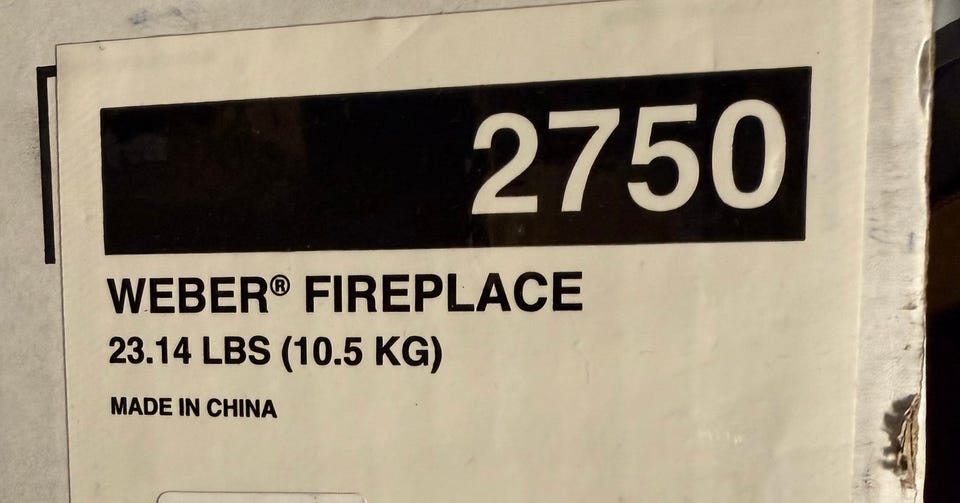 2750
WEBER® FIREPLACE
23.14 LBS (10.5 KG)
MADE IN CHINA